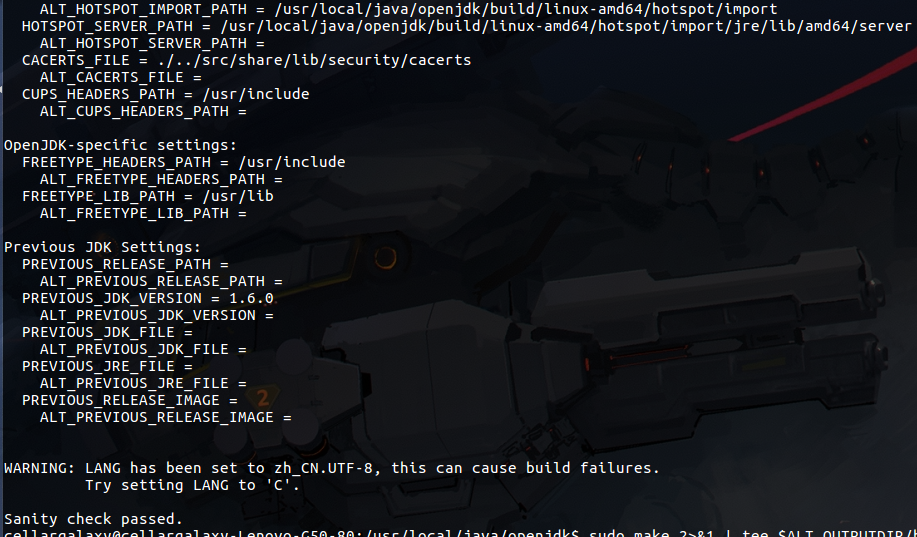 ALT_HOTSPOT_IMPORT_PATH = /usr/local/java/openjdk/build/linux-amd64/hotspot/import
HOTSPOT_SERVER_PATH = /usr/local/java/openjdk/build/linux-amd64/hotspot/import/jre/lib/amd64/server
ALT_HOTSPOT_SERVER_PATH =
CACERTS_FILE = ./../src/share/lib/security/cacerts
ALT_CACERTS_FILE =
CUPS_HEADERS_PATH = /usr/include
ALT_CUPS_HEADERS_PATH =
OpenJDK-specific settings:
FREETYPE_HEADERS_PATH = /usr/include
ALT_FREETYPE_HEADERS_PATH =
FREETYPE_LIB_PATH = /usr/lib
ALT_FREETYPE_LIB_PATH =
Previous JDK Settings:
PREVIOUS_RELEASE_PATH =
ALT_PREVIOUS_RELEASE_PATH =
PREVIOUS_JDK_VERSION = 1.6.0
ALT_PREVIOUS_JDK_VERSION =
PREVIOUS_JDK_FILE =
ALT_PREVIOUS_JDK_FILE =
PREVIOUS_JRE_FILE =
ALT_PREVIOUS_JRE_FILE =
PREVIOUS_RELEASE_IMAGE =
ALT_PREVIOUS_RELEASE_IMAGE =
2
WARNING: LANG has been set to zh_CN.UTF-8, this can cause build failures.
Try setting LANG to 'C'.
Sanity check passed.
cellargalaxy@cellargalaxy-Lenovo-G50-80:/usr/local/java/openjdk$ sudo make 2>&1 | tee $ALT_OUTPUTDIR/